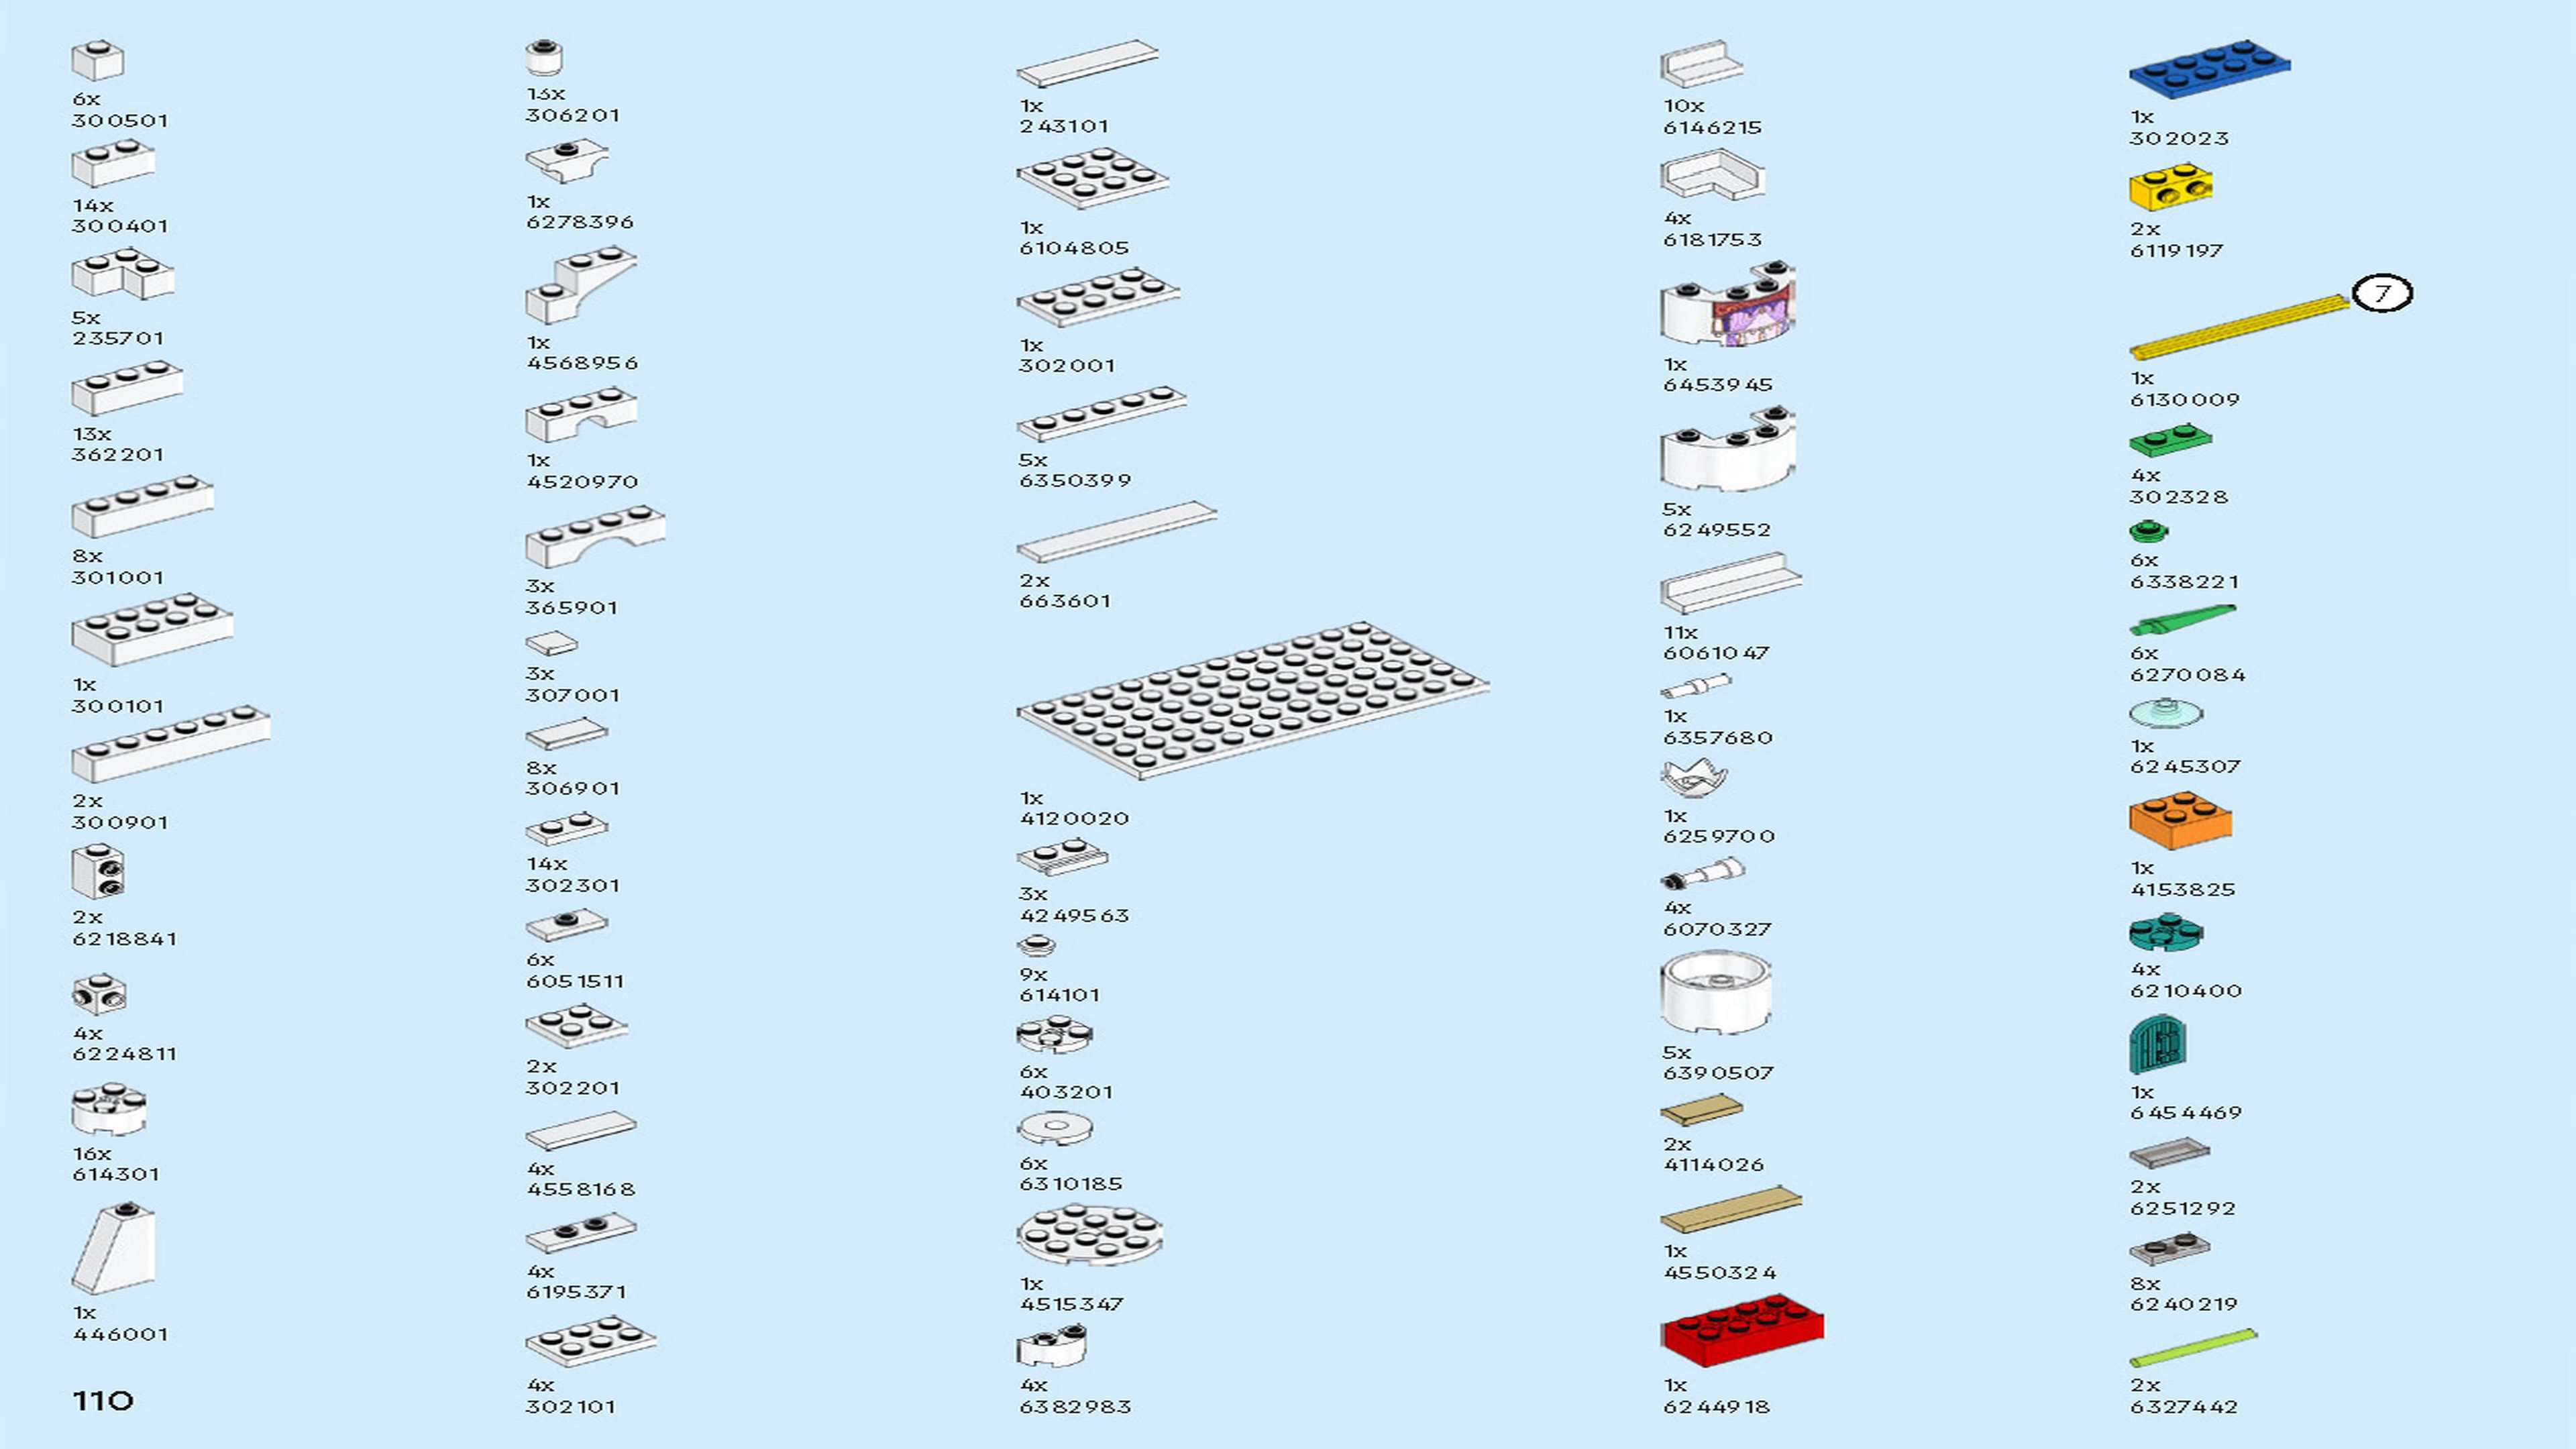 6x
300501
14x
300401
5x
235701
13x
362201
8x
301001
1x
300101
2x
300901
2x
6218841
4x
6224811
16x
614301
1x
446001
110
13x
306201
1x
6278396
1x
4568956
1x
4520970
3x
365901
3x
307001
8x
306901
14x
302301
6x
6051511
2x
302201
4x
4558168
4x
6195371
4x
302101
1x
243101
1x
6104805
1x
302001
5x
6350399
2x
663601
1x
4120020
3x
4249563
9x
614101
6x
403201
6x
6310185
1x
4515347
4x
6382983
10x
6146215
4x
6181753
1x
6453945
5x
6249552
11x
6061047
1x
6357680
1x
6259700
4x
6070327
5x
6390507
2x
4114026
1x
4550324
1x
6244918
1x
302023
2x
6119197
7
1x
6130009
4x
302328
6x
6338221
6x
6270084
1x
6245307
1x
4153825
4x
6210400
1x
6454469
2x
6251292
8x
6240219
2x
6327442